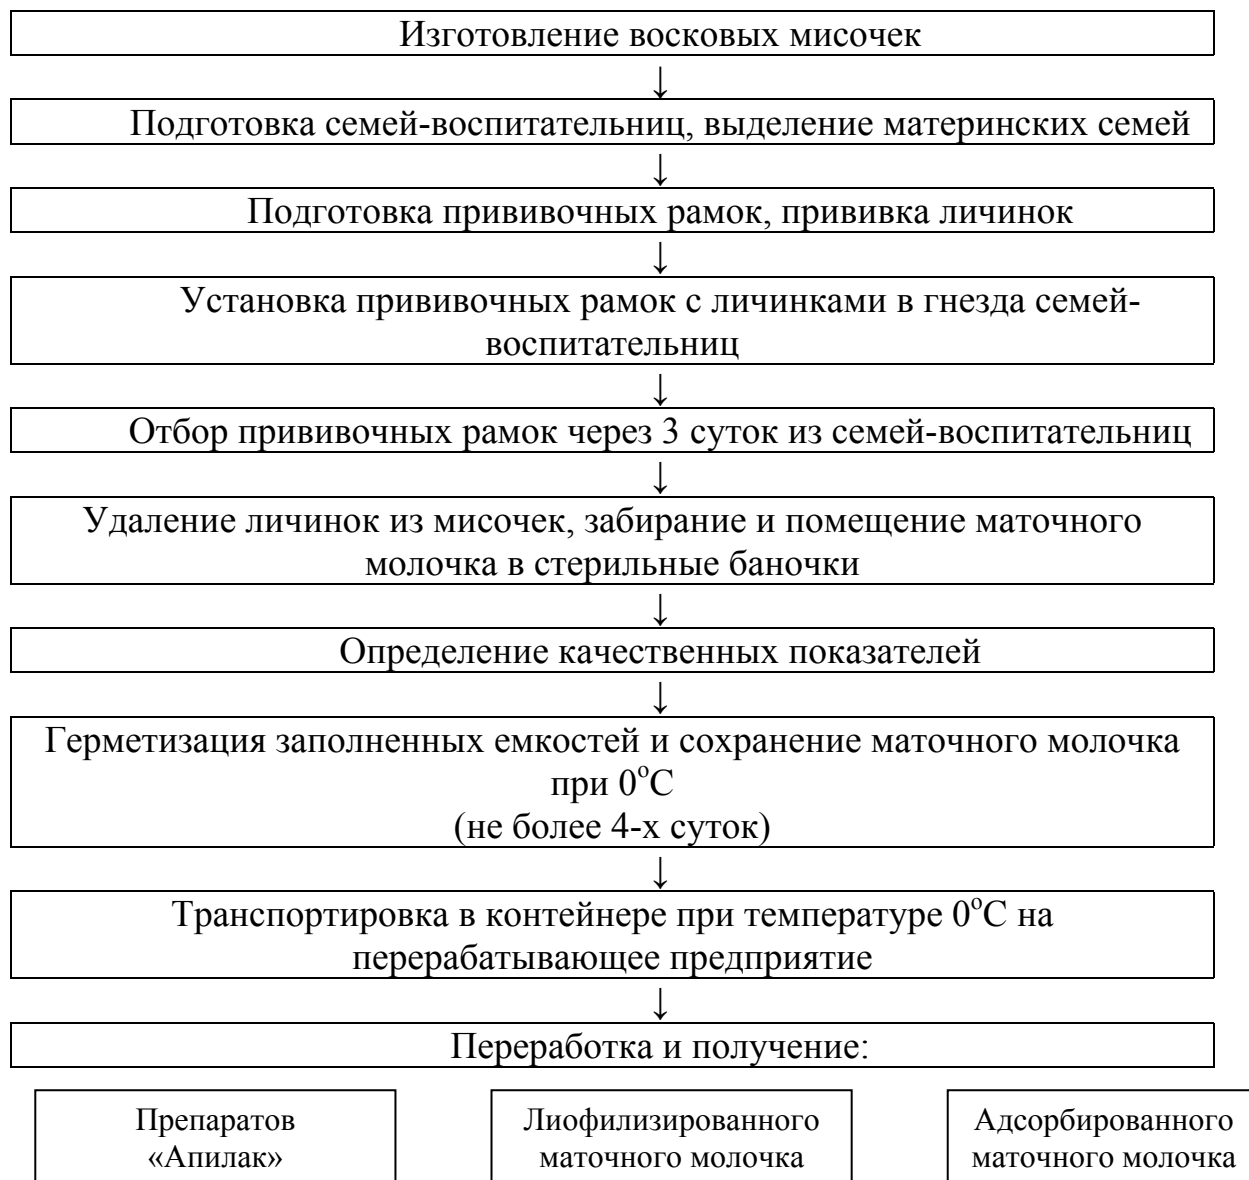 Изготовление восковых мисочек
↓
Подготовка семей-воспитательниц, выделение материнских семей
↓
Подготовка прививочных рамок, прививка личинок
↓
Установка прививочных рамок с личинками в гнезда семей-
воспитательниц
↓
Отбор прививочных рамок через 3 суток из семей-воспитательниц
↓
Удаление личинок из мисочек, забирание и помещение маточного
молочка в стерильные баночки
↓
Определение качественных показателей
↓
Герметизация заполненных емкостей и сохранение маточного молочка
при 0°С
(не более 4-х суток)
↓
Транспортировка в контейнере при температуре 0°С на
перерабатывающее предприятие
↓
Переработка и получение:
Препаратов
«Апилак»
Лиофилизированного
маточного молочка
Адсорбированного
маточного молочка